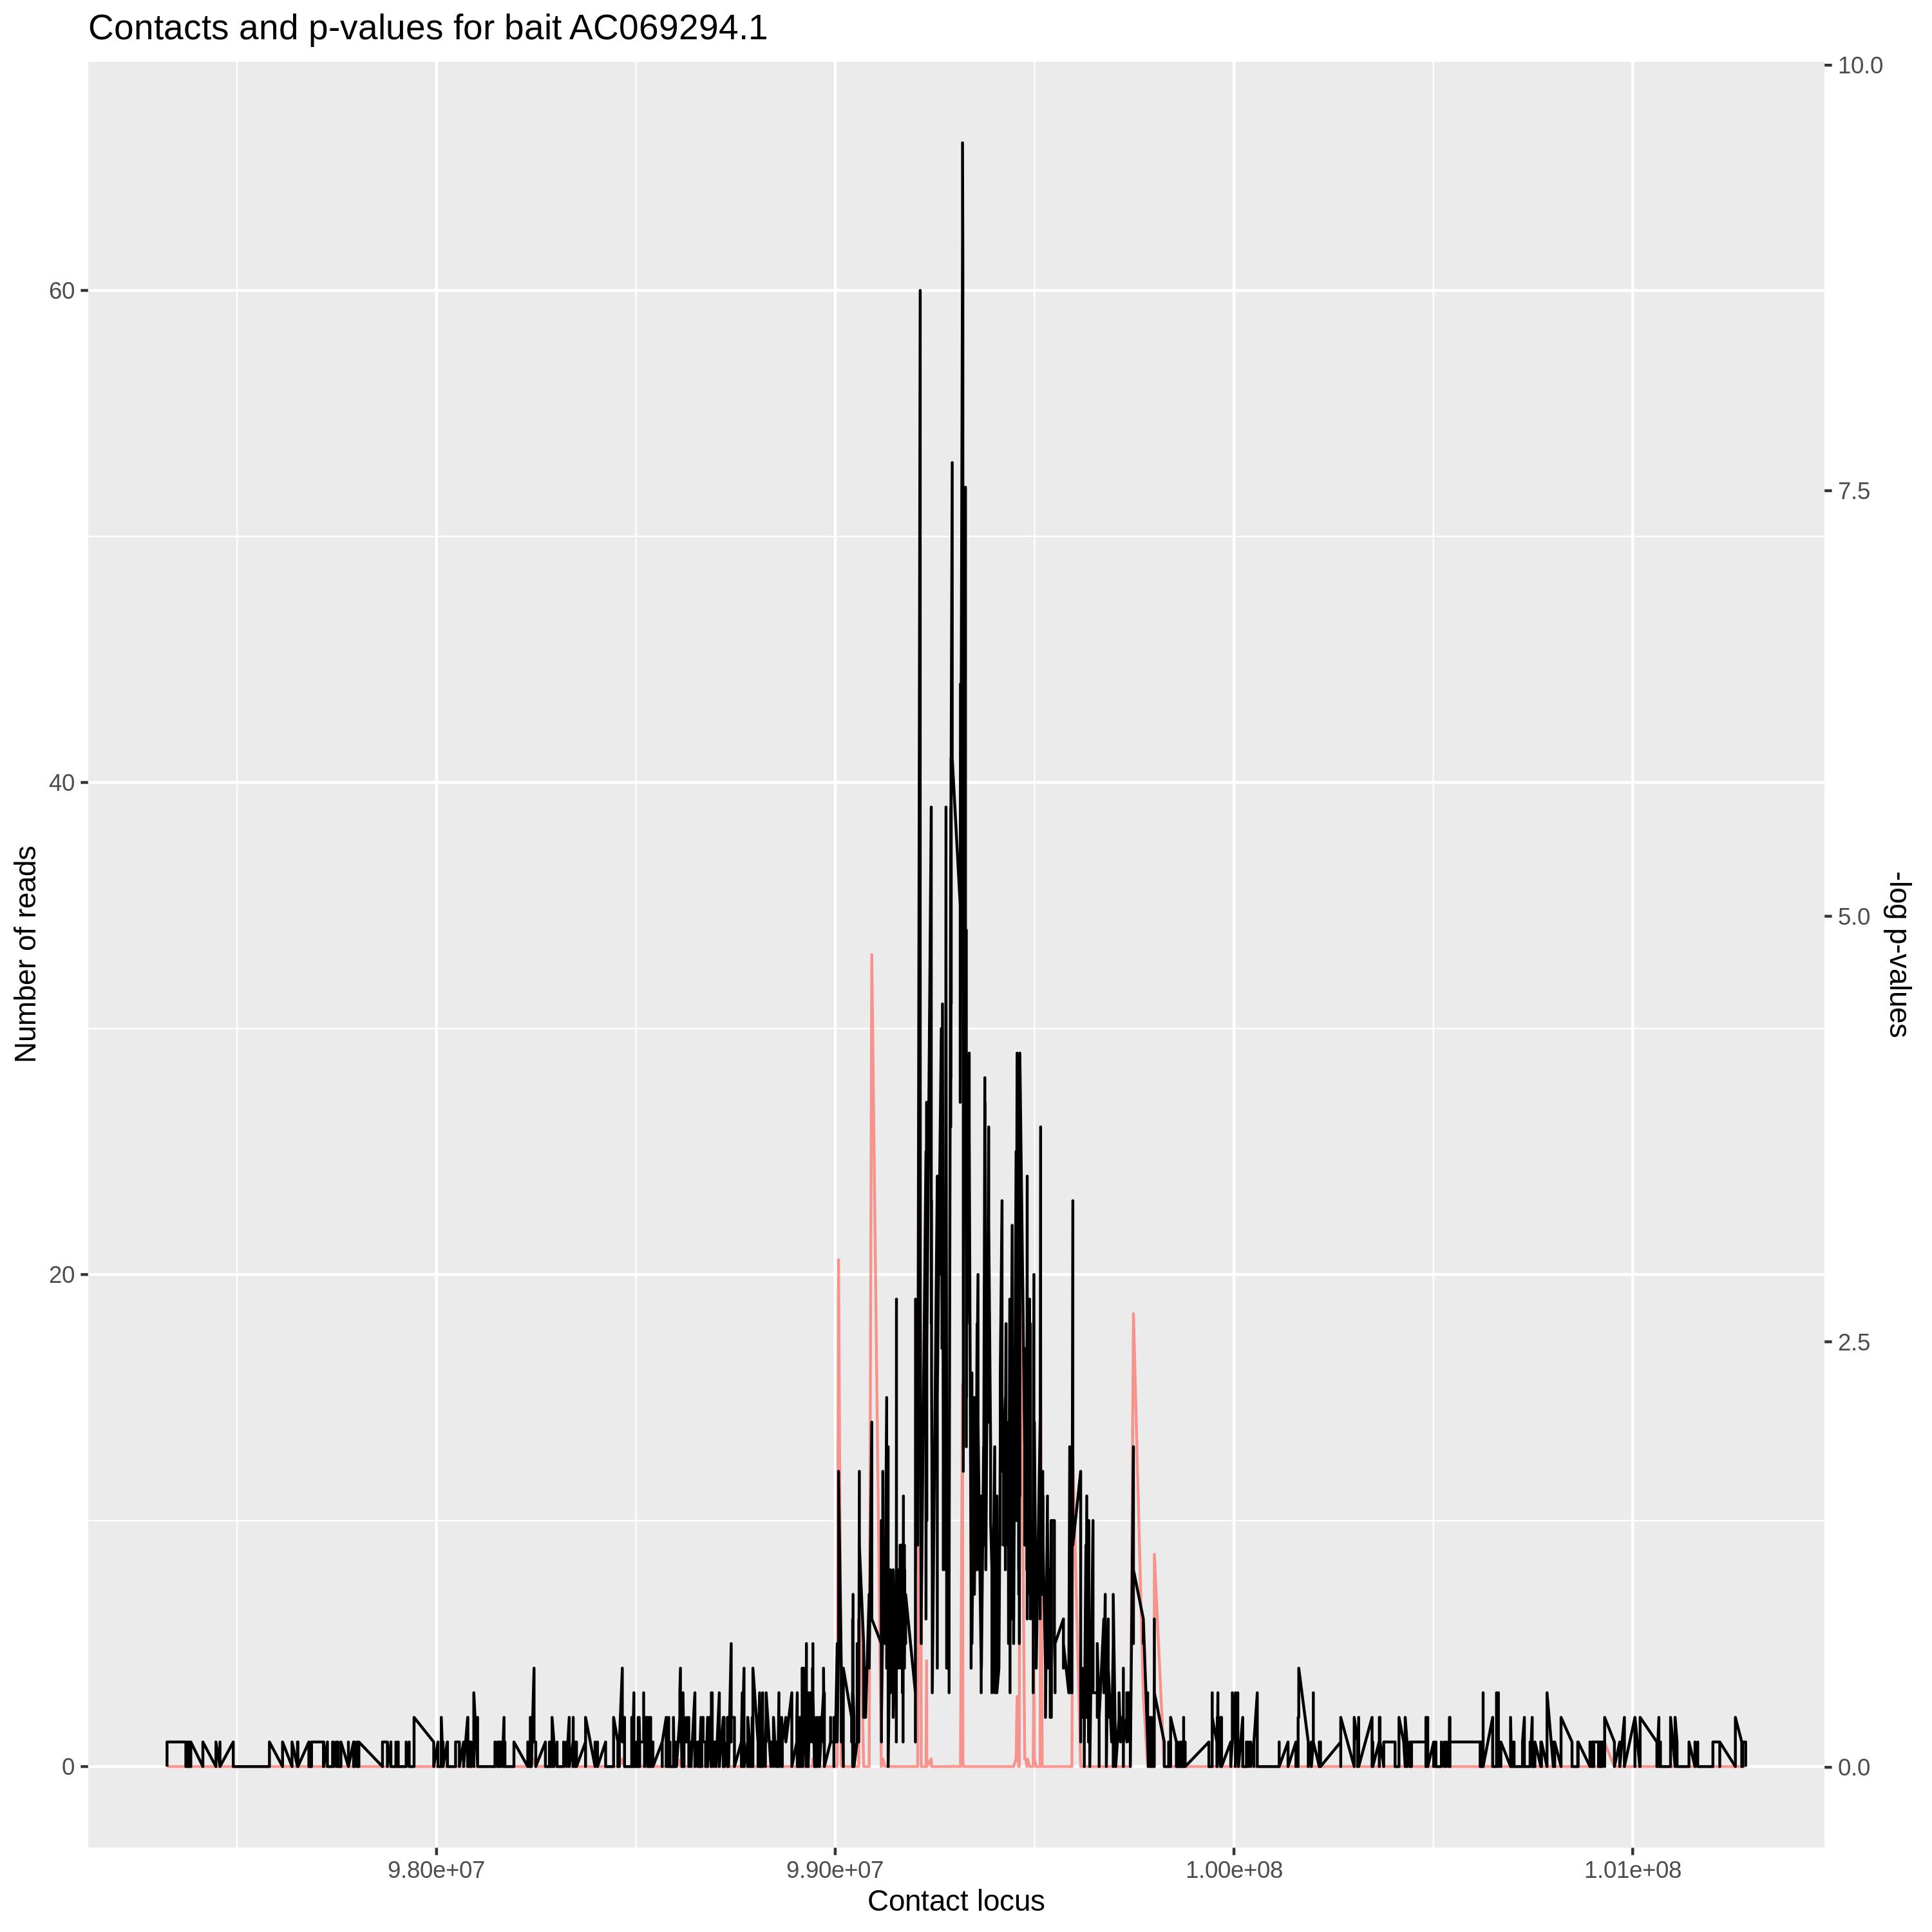 Contacts and p-values for bait AC069294.1
10.0
60
7.5
40
5.0
Number of reads
-log p-values
20
2.5
0
0.0
9.80e+07
9.90e+07
1.00e+08
1.01e+08
Contact locus